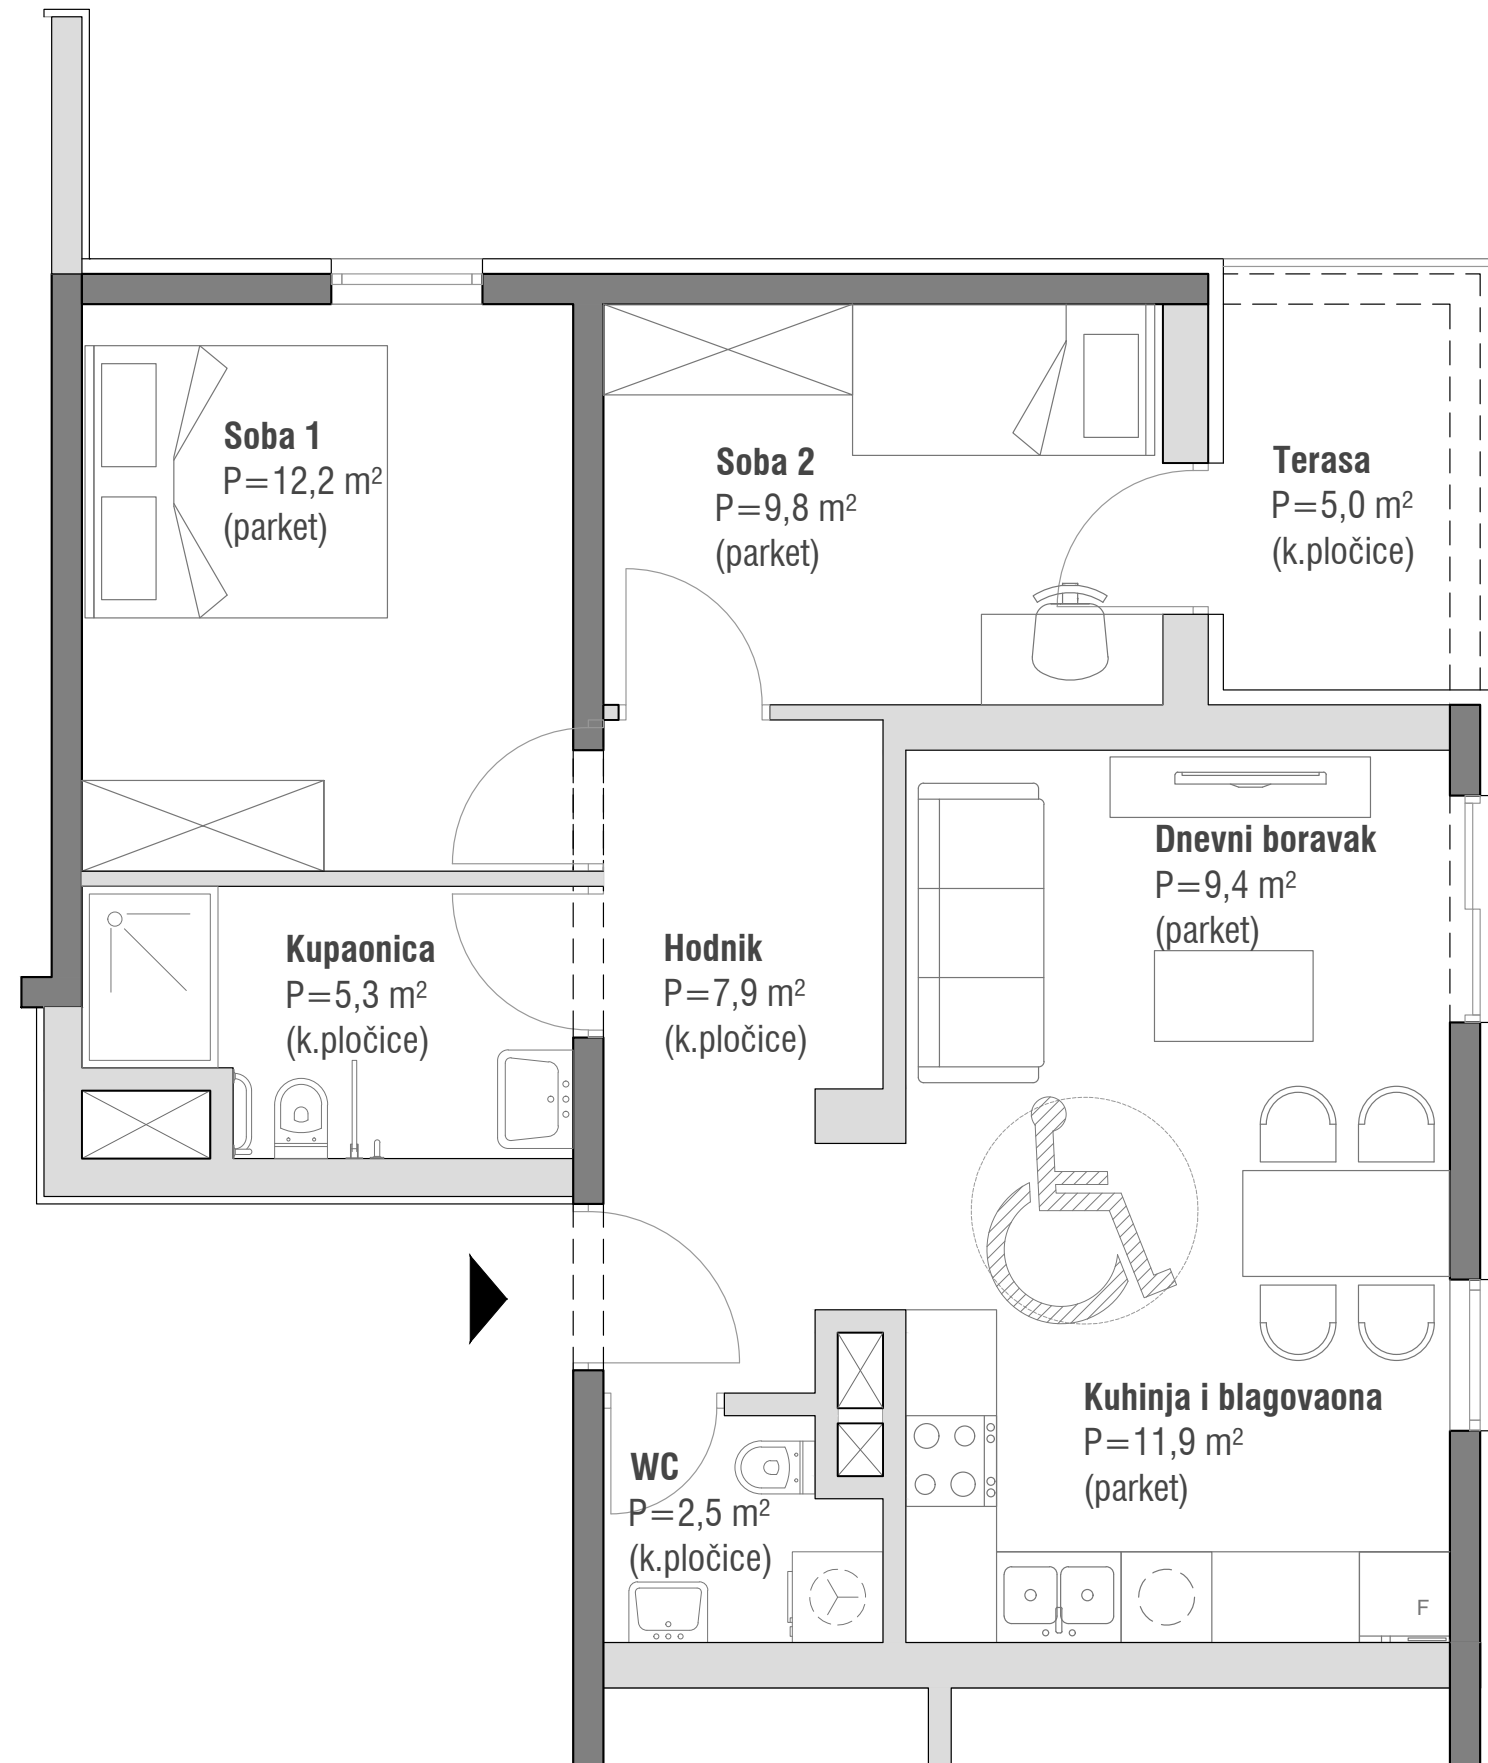 Soba 1
P=12,2 m²
(parket)
Soba 2
P=9,8 m²
(parket)
Terasa
P=5,0 m²
(k.pločice)
Dnevni boravak
P=9,4 m²
(parket)
Kupaonica
P=5,3 m²
(k.pločice)
Hodnik
P=7,9 m²
(k.pločice)
Kuhinja i blagovaona
P=11,9 m²
(parket)
WC
P=2,5 m²
(k.pločice)
F